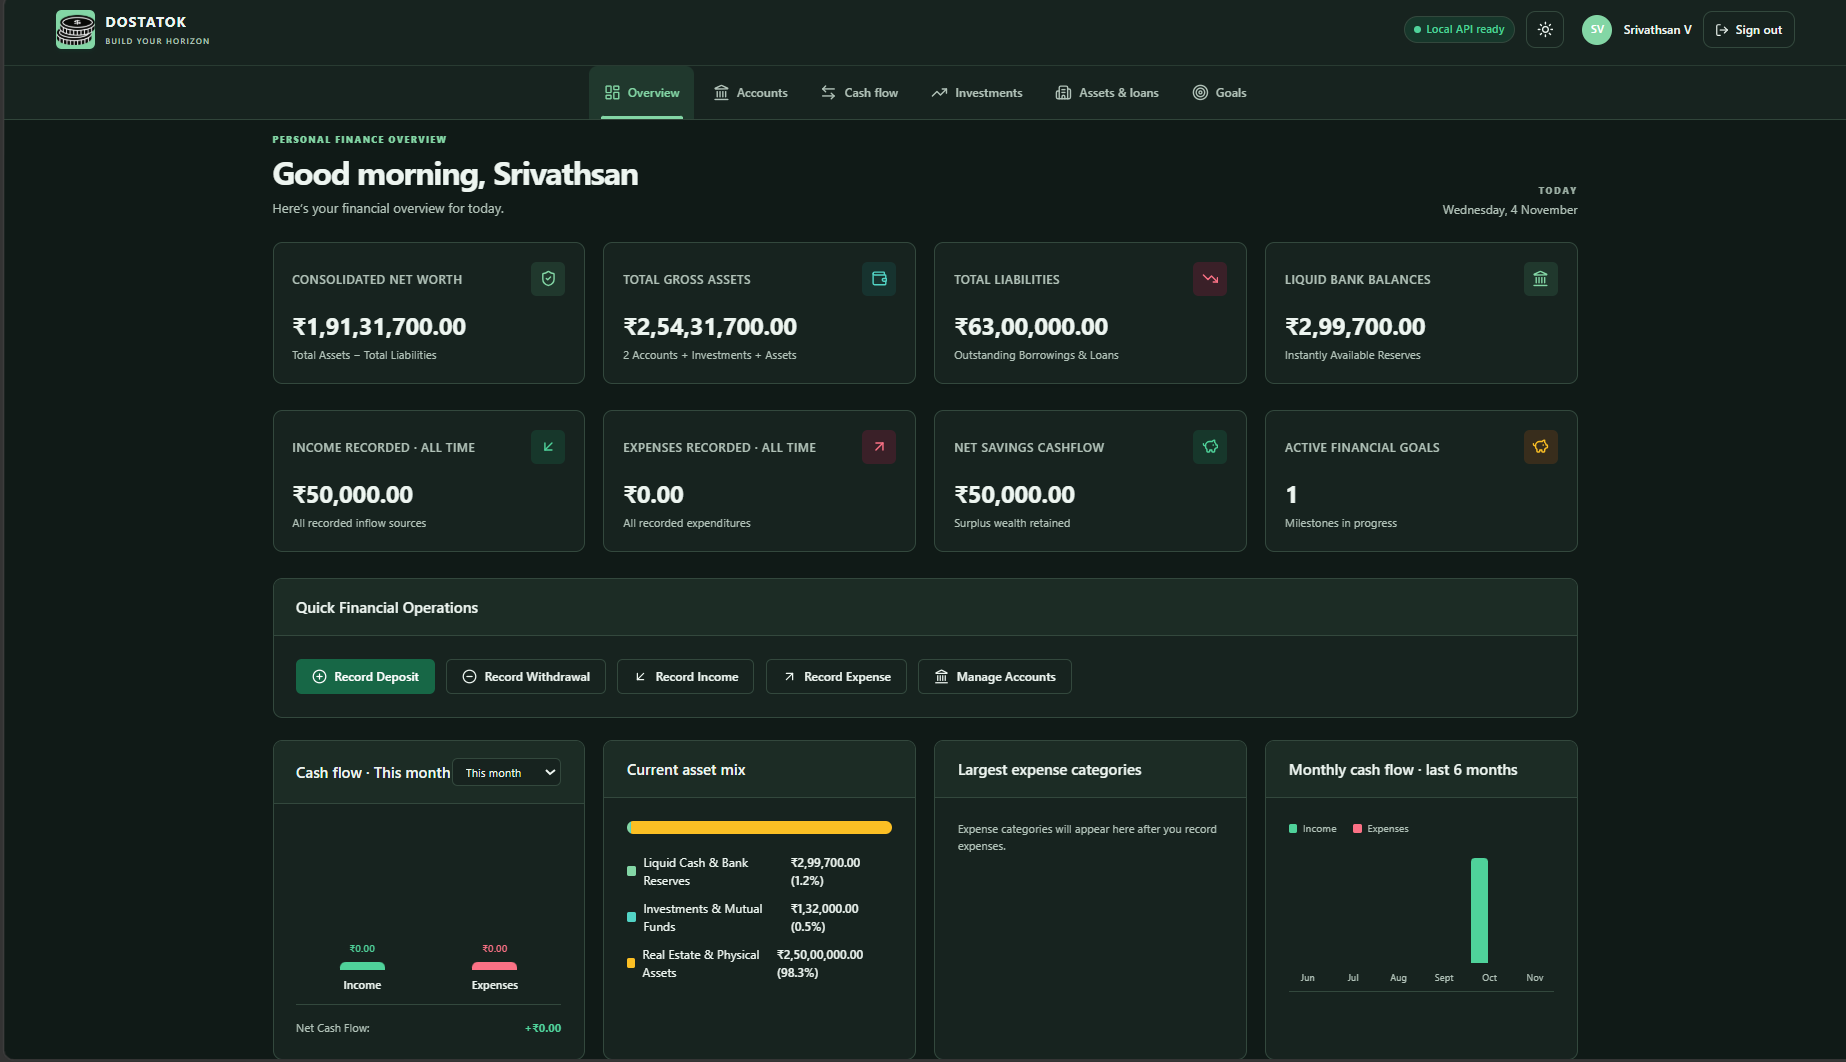 DOSTATOK
BUILD YOUR HORIZON
Local API ready
SV
Srivathsan V
Sign out
Overview
Accounts
Cash flow
Investments
Assets & loans
Goals
PERSONAL FINANCE OVERVIEW
Good morning, Srivathsan
Here's your financial overview for today.
TODAY
Wednesday, 4 November
CONSOLIDATED NET WORTH
₹1,91,31,700.00
Total Assets − Total Liabilities
TOTAL GROSS ASSETS
₹2,54,31,700.00
2 Accounts + Investments + Assets
TOTAL LIABILITIES
₹63,00,000.00
Outstanding Borrowings & Loans
LIQUID BANK BALANCES
₹2,99,700.00
Instantly Available Reserves
INCOME RECORDED · ALL TIME
₹50,000.00
All recorded inflow sources
EXPENSES RECORDED · ALL TIME
₹0.00
All recorded expenditures
NET SAVINGS CASHFLOW
₹50,000.00
Surplus wealth retained
ACTIVE FINANCIAL GOALS
1
Milestones in progress
Quick Financial Operations
Record Deposit
Record Withdrawal
Record Income
Record Expense
Manage Accounts
Cash flow · This month
This month
₹0.00
₹0.00
Income
Expenses
Net Cash Flow:
+₹0.00
Current asset mix
Liquid Cash & Bank
Reserves
₹2,99,700.00
(1.2%)
Investments & Mutual
Funds
₹1,32,000.00
(0.5%)
Real Estate & Physical
Assets
₹2,50,00,000.00
(98.3%)
Largest expense categories
Expense categories will appear here after you record
expenses.
Monthly cash flow · last 6 months
Income
Expenses
Jun
Jul
Aug
Sept
Oct
Nov